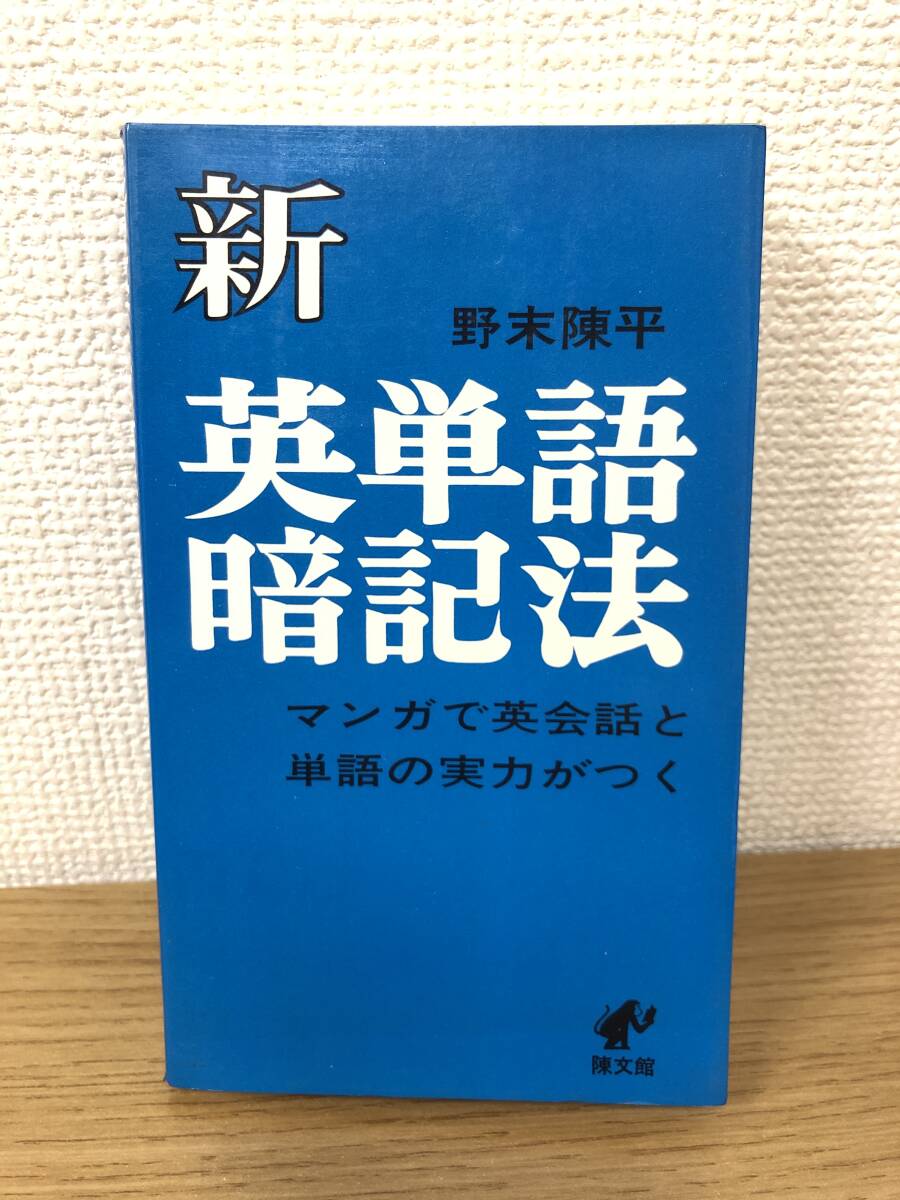 新
野末陳平
英単語
暗記法
マンガで英会話と
単語の実力がつく
陳文館